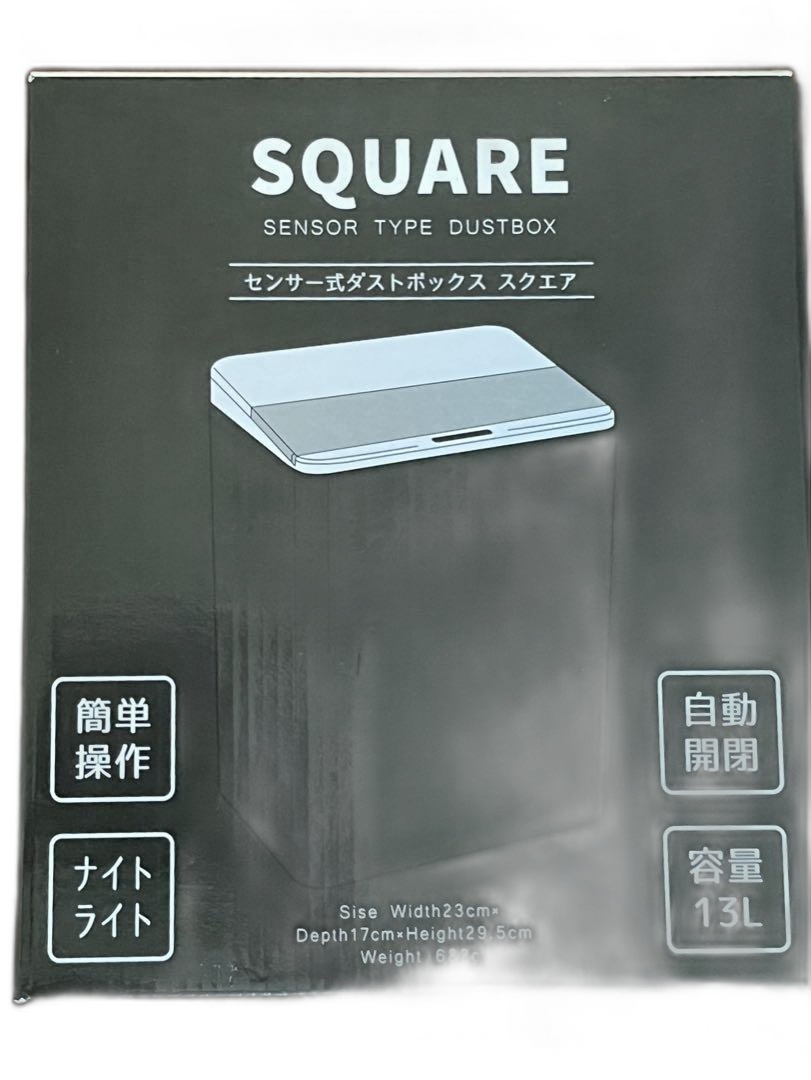 SQUARE
SENSOR TYPE DUSTBOX
センサー式ダストボックス スクエア
簡単
操作
自動
開閉
ナイト
ライト
容量
13L
Sise Width23cm×
Depth17cm×Height29.5cm
Weight